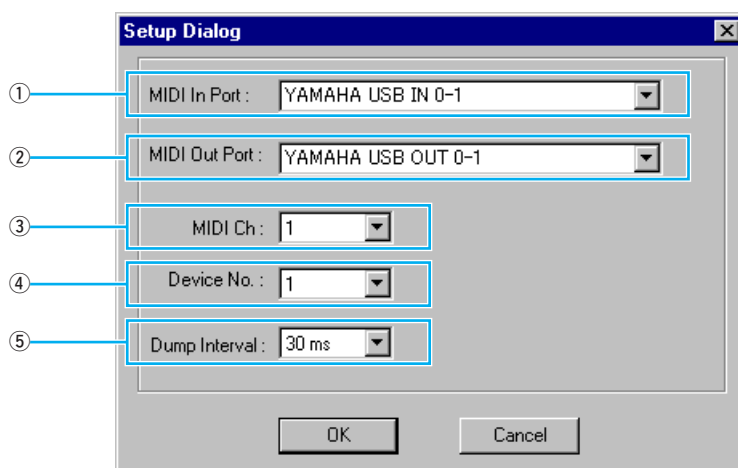 Setup Dialog
① MIDI In Port : YAMAHA USB IN 0-1
② MIDI Out Port : YAMAHA USB OUT 0-1
③ MIDI Ch : 1
④ Device No. : 1
⑤ Dump Interval : 30 ms
OK Cancel